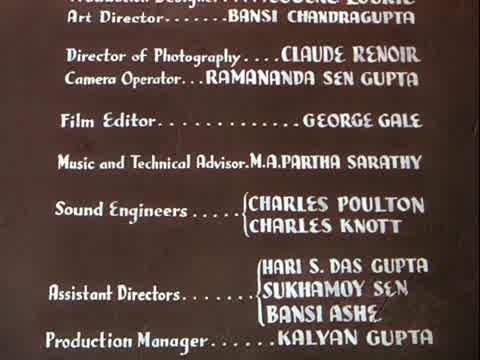 Art Director.....BANSI CHANDRAGUPTA
Director of Photography....CLAUDE RENOIR
Camera Operator...RAMANANDA SEN GUPTA
Film Editor.............GEORGE GALE
Music and Technical Advisor.M.A.PARTHA SARATHY
Sound Engineers.....{CHARLES POULTON
CHARLES KNOTT
HARI S. DAS GUPTA
Assistant Directors.......{SUKHAMOY SEN
BANSI ASHE
Production Manager......KALYAN GUPTA